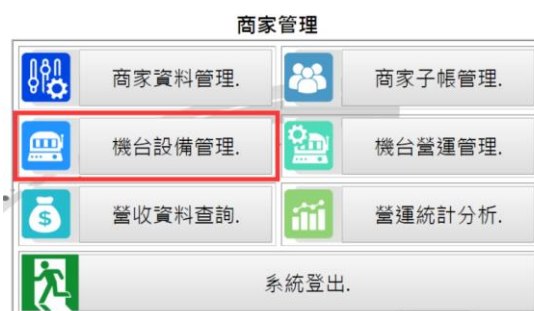 商家管理
商家資料管理.
商家子帳管理.
機台設備管理.
機台營運管理.
營收資料查詢.
營運統計分析.
系統登出.